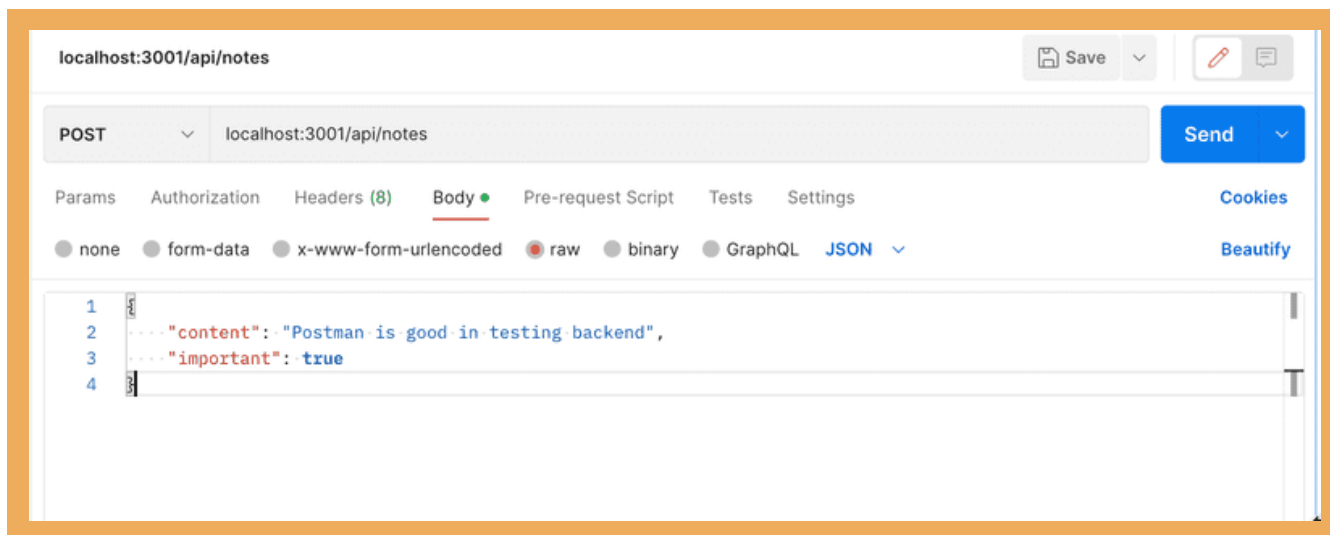 localhost:3001/api/notes
Save
POST localhost:3001/api/notes Send
Params Authorization Headers (8) Body Pre-request Script Tests Settings Cookies
none form-data x-www-form-urlencoded raw binary GraphQL JSON Beautify
1 {
2 "content": "Postman is good in testing backend",
3 "important": true
4 }